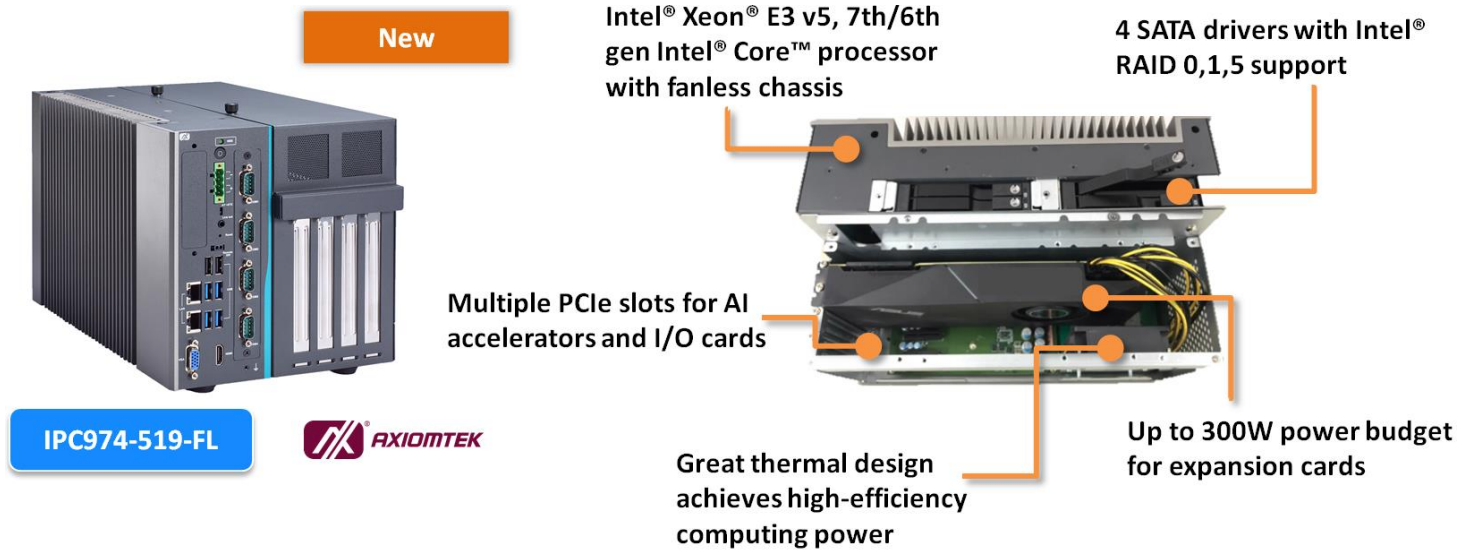 New
Intel® Xeon® E3 v5, 7th/6th
gen Intel® Core™ processor
with fanless chassis
4 SATA drivers with Intel®
RAID 0,1,5 support
Multiple PCIe slots for AI
accelerators and I/O cards
ASUS
IPC974-519-FL
AXIOMTEK®
Great thermal design
achieves high-efficiency
computing power
Up to 300W power budget
for expansion cards